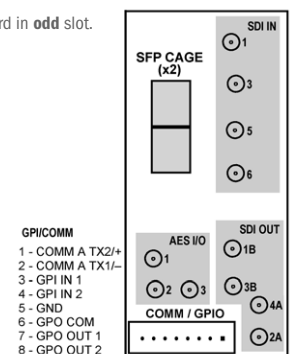 rd in odd slot.
SDI IN
1
3
5
6
SFP CAGE
(x2)
GPI/COMM
1 - COMM A TX2/+
2 - COMM A TX1/–
3 - GPI IN 1
4 - GPI IN 2
5 - GND
6 - GPO COM
7 - GPO OUT 1
8 - GPO OUT 2
AES I/O
1
2
3
SDI OUT
1B
3B
4A
2A
COMM / GPIO